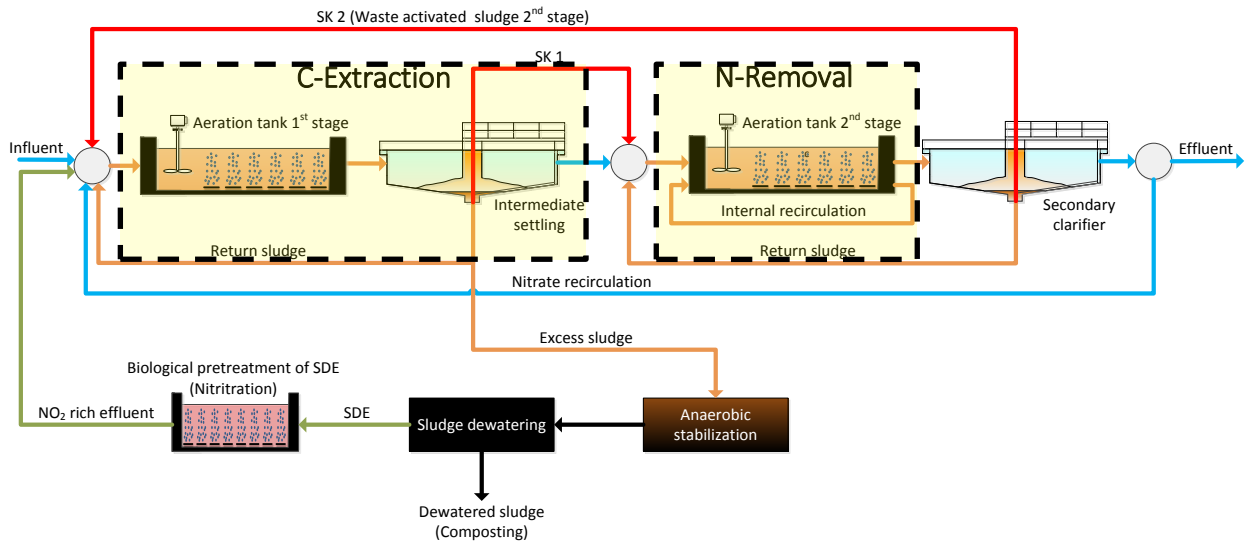 SK 2 (Waste activated sludge 2nd stage)
SK 1
C-Extraction
N-Removal
Aeration tank 1st stage
Aeration tank 2nd stage
Influent
Effluent
Intermediate
settling
Internal recirculation
Secondary
clarifier
Return sludge
Return sludge
Nitrate recirculation
Excess sludge
Biological pretreatment of SDE
(Nitritration)
NO2 rich effluent
SDE
Sludge dewatering
Anaerobic
stabilization
Dewatered sludge
(Composting)